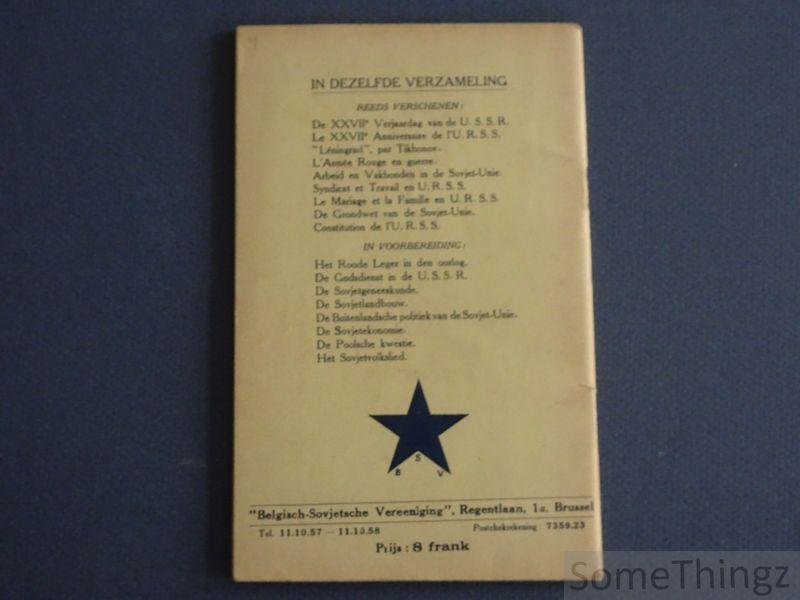 IN DEZELFDE VERZAMELING
REEDS VERSCHENEN:
De XXVIIe Verjaardag van de U. S. S. R.
Le XXVIIe Anniversaire de l'U. R. S. S.
"Léningrad", par Tikhonov.
L'Armée Rouge en guerre.
Arbeid en Vakbonden in de Sovjet-Unie.
Syndicat et Travail en U. R. S. S.
Le Mariage et la Famille en U. R. S. S.
De Grondwet van de Sovjet-Unie.
Constitution de l'U. R. S. S.
IN VOORBEREIDING:
Het Roode Leger in den oorlog.
De Godsdienst in de U. S. S. R.
De Sovjetgeneeskunde.
De Sovjetlandbouw.
De Buitenlandsche politiek van de Sovjet-Unie.
De Sovjetekonomie.
De Poolsche kwestie.
Het Sovjetvolkslied.
B S V
"Belgisch-Sovjetsche Vereeniging", Regentlaan, 1a. Brussel
Tel. 11.10.57 — 11.10.58 Postchekrekening : 7359.23
Prijs : 8 frank
SomeThingz